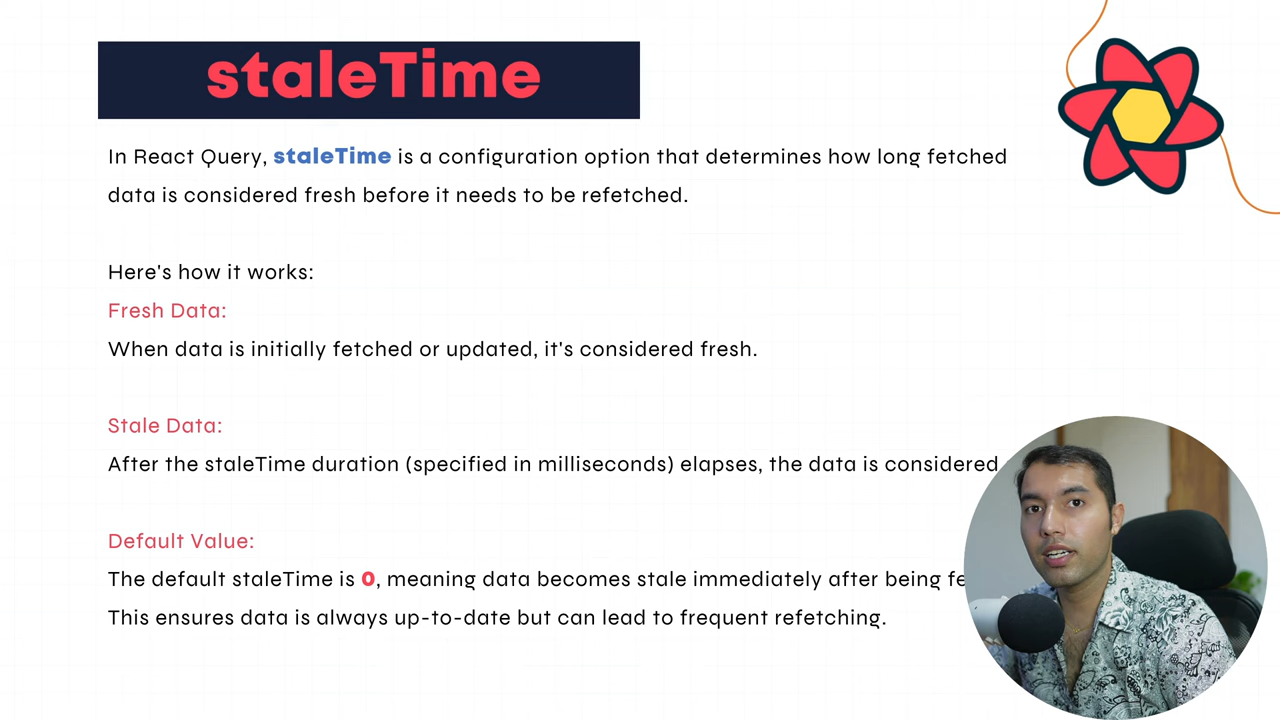 staleTime
In React Query, staleTime is a configuration option that determines how long fetched
data is considered fresh before it needs to be refetched.
Here's how it works:
Fresh Data:
When data is initially fetched or updated, it's considered fresh.
Stale Data:
After the staleTime duration (specified in milliseconds) elapses, the data is considered
Default Value:
The default staleTime is 0, meaning data becomes stale immediately after being
This ensures data is always up-to-date but can lead to frequent refetching.